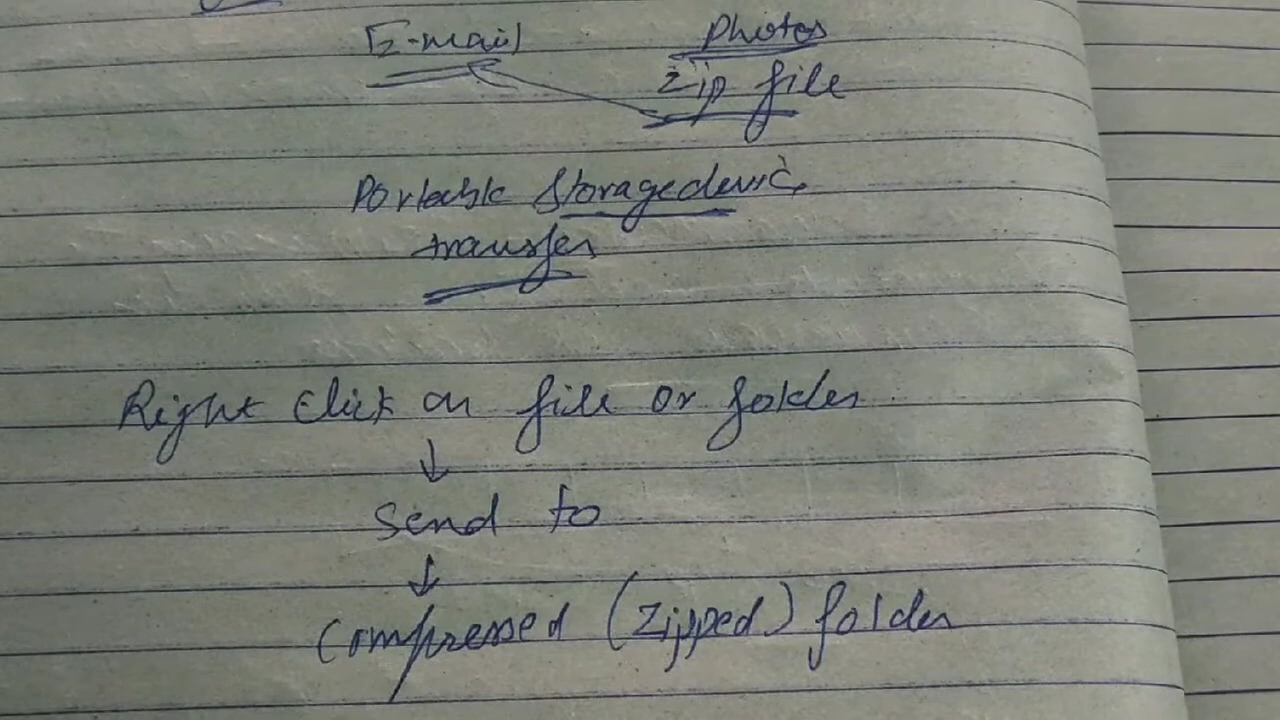 E-mail Photos
Zip file
Portable Storage device
transfer
Right click on file or folder
↓
Send to
↓
Compressed (Zipped) folder